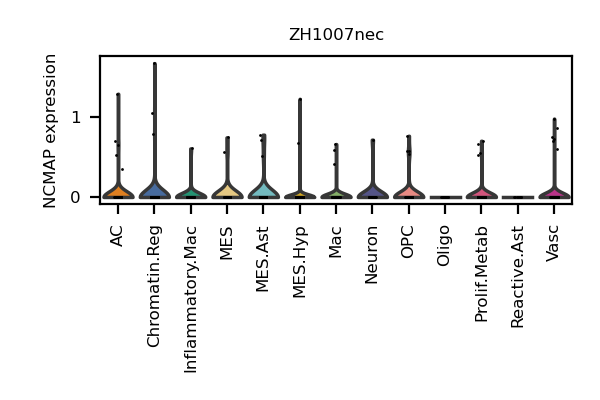 ZH1007nec
NCMAP expression
1
0
AC
Chromatin.Reg
Inflammatory.Mac
MES
MES.Ast
MES.Hyp
Mac
Neuron
OPC
Oligo
Prolif.Metab
Reactive.Ast
Vasc